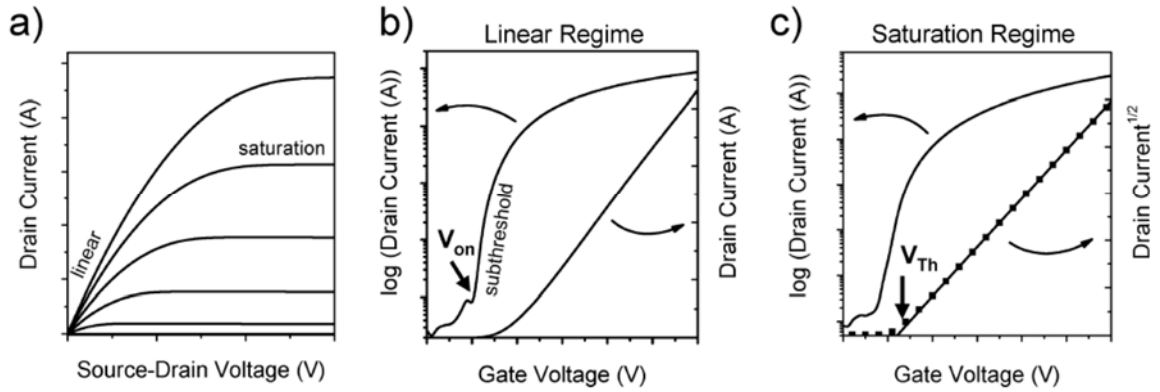 a)
Drain Current (A)
linear
saturation
Source-Drain Voltage (V)
b)
Linear Regime
log (Drain Current (A))
Von
subthreshold
Drain Current (A)
Gate Voltage (V)
c)
Saturation Regime
log (Drain Current (A))
VTh
Drain Current1/2
Gate Voltage (V)